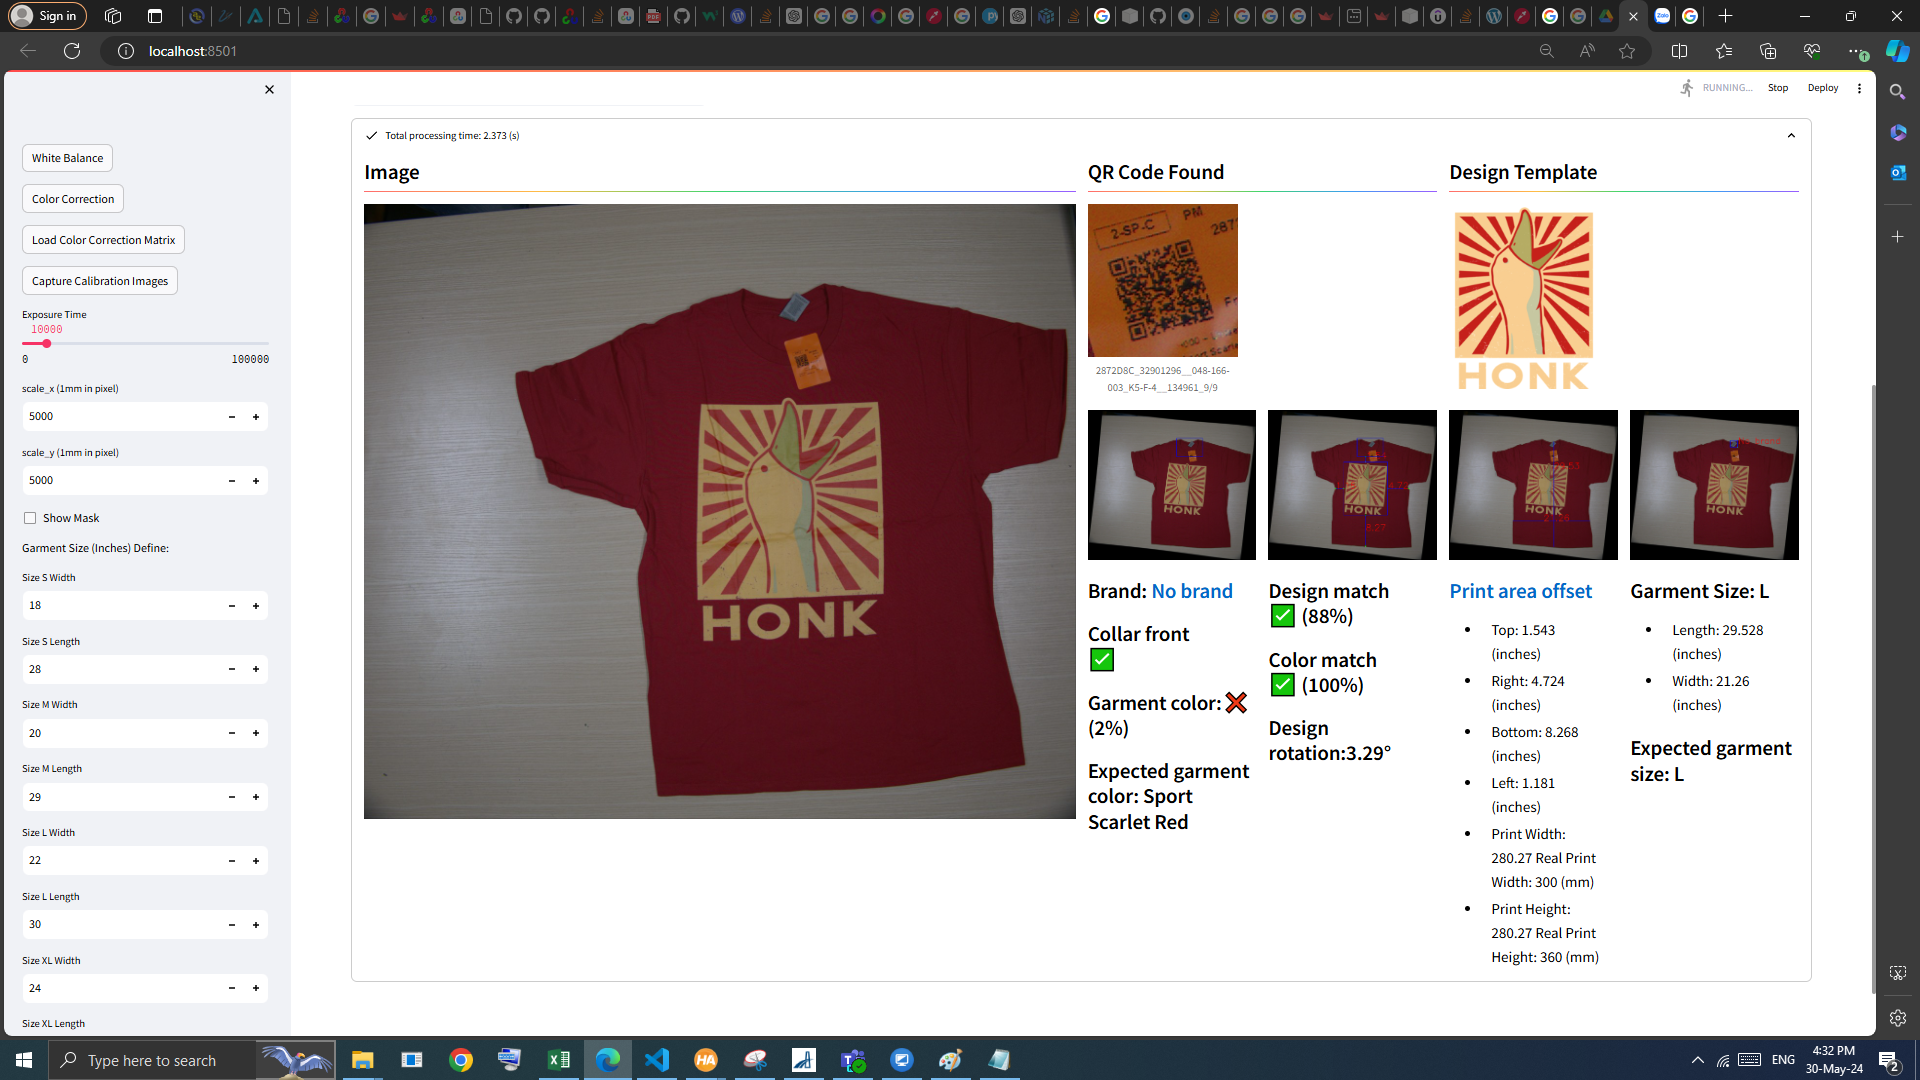 Sign in
localhost:8501
RUNNING...
Stop
Deploy
White Balance
Color Correction
Load Color Correction Matrix
Capture Calibration Images
Exposure Time
10000
0
100000
scale_x (1mm in pixel)
5000
scale_y (1mm in pixel)
5000
Show Mask
Garment Size (Inches) Define:
Size S Width
18
Size S Length
28
Size M Width
20
Size M Length
29
Size L Width
22
Size L Length
30
Size XL Width
24
Size XL Length
Total processing time: 2.373 (s)
Image
HONK
QR Code Found
2-SP-C
PM
2872D8C_32901296__048-166-
003_K5-F-4__134961_9/9
Design Template
HONK
HONK
HONK
HONK
HONK
Brand: No brand
Collar front
Garment color:
(2%)
Expected garment
color: Sport
Scarlet Red
Design match
(88%)
Color match
(100%)
Design
rotation:3.29°
Print area offset
Top: 1.543
(inches)
Right: 4.724
(inches)
Bottom: 8.268
(inches)
Left: 1.181
(inches)
Print Width:
280.27 Real Print
Width: 300 (mm)
Print Height:
280.27 Real Print
Height: 360 (mm)
Garment Size: L
Length: 29.528
(inches)
Width: 21.26
(inches)
Expected garment
size: L
Type here to search
ENG
4:32 PM
30-May-24
2